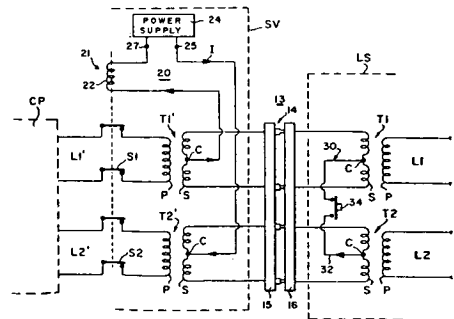 24
POWER
SUPPLY
SV
27
25
I
21
20
22
LS
CP
13
14
T1'
T1
30
L1'
S1
C
C
L1
P
S
S
P
34
T2'
T2
L2'
S2
C
C
L2
P
S
32
S
P
15
16